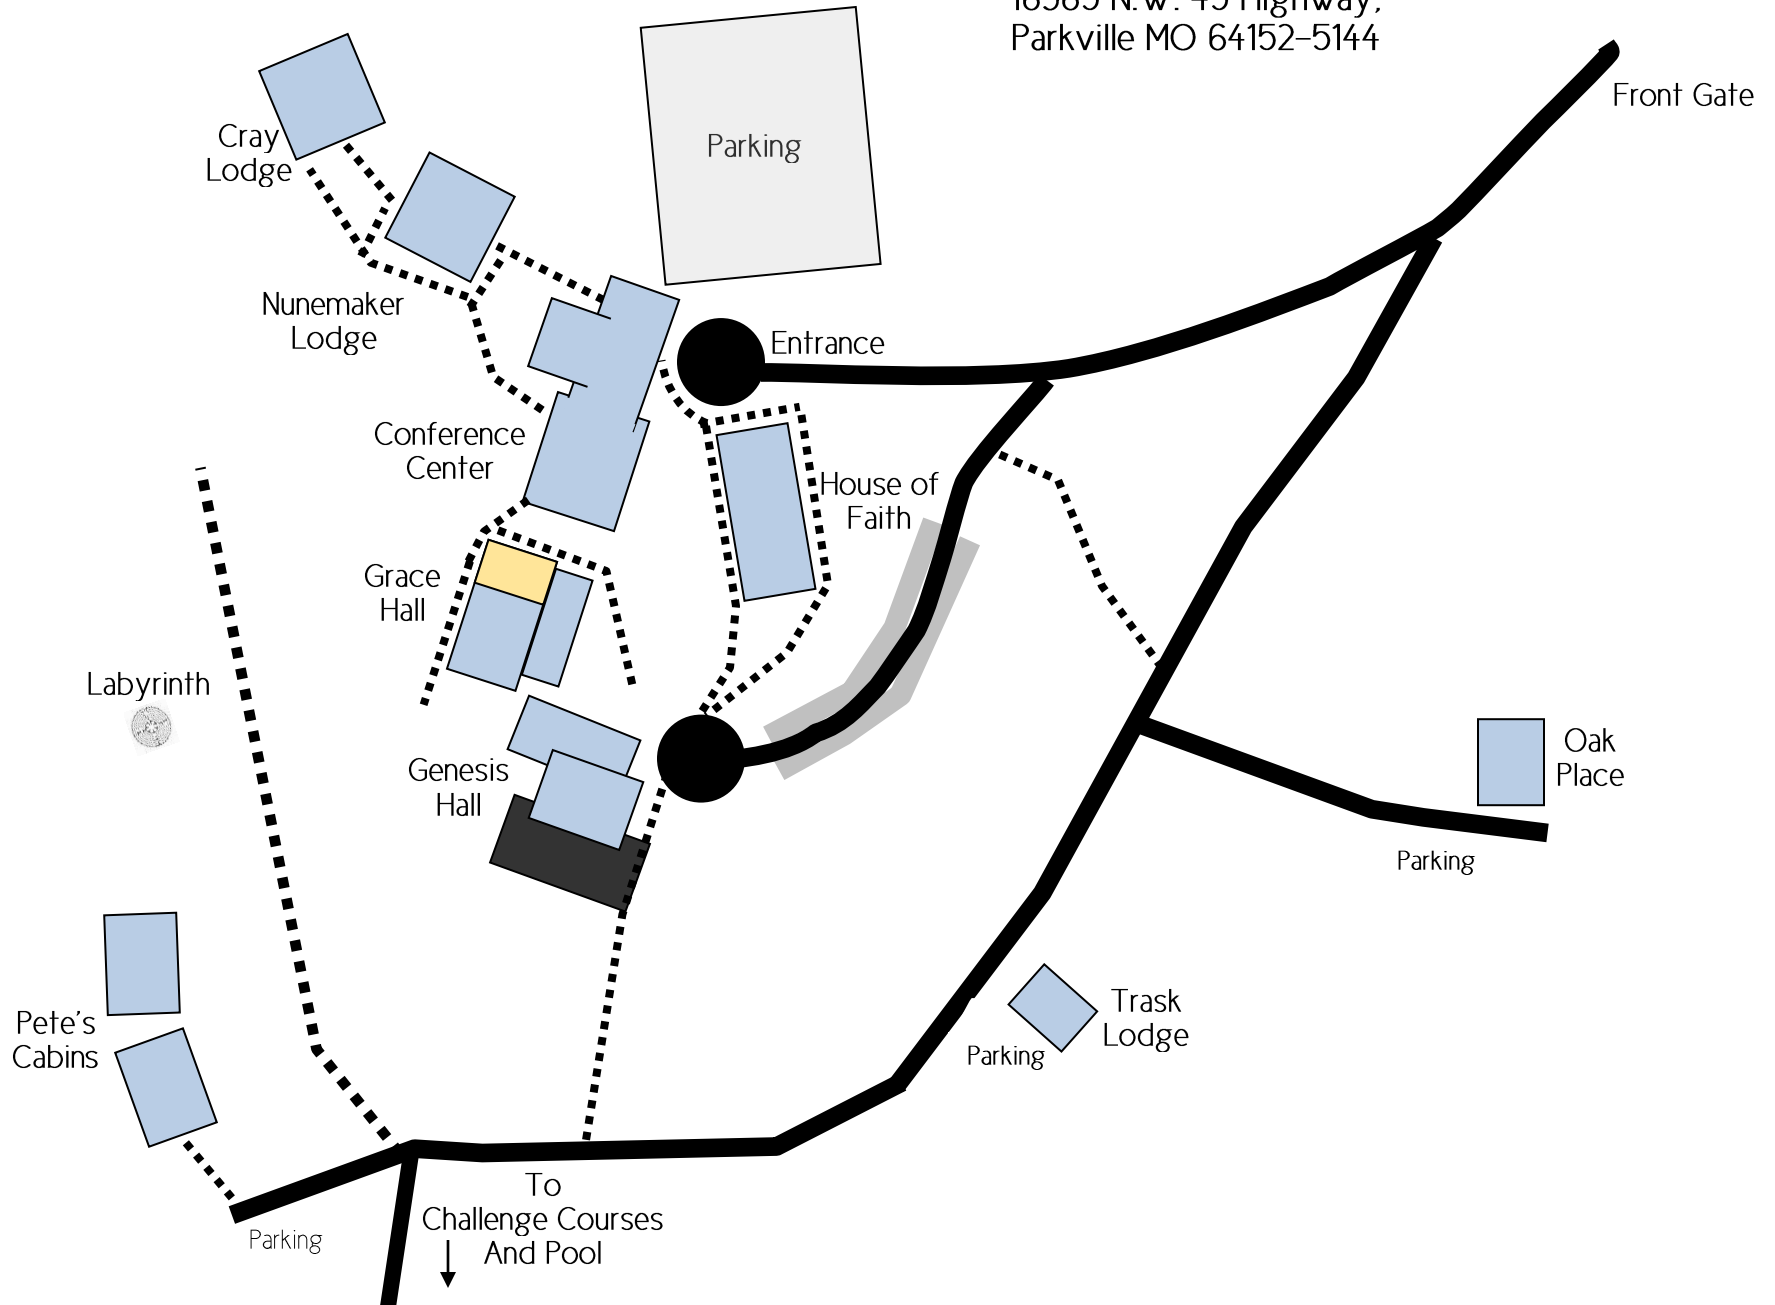 Parkville MO 64152-5144
Front Gate
Cray
Lodge
Parking
Nunemaker
Lodge
Entrance
Conference
Center
House of
Faith
Grace
Hall
Labyrinth
Genesis
Hall
Oak
Place
Parking
Pete's
Cabins
Trask
Lodge
Parking
To
Challenge Courses
And Pool
Parking